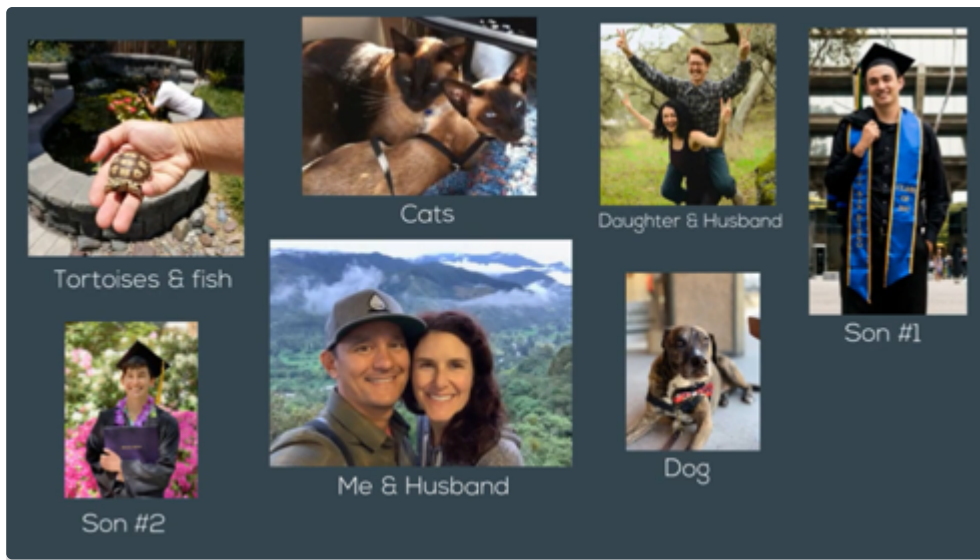 Cats
Daughter & Husband
Tortoises & fish
Son #1
Me & Husband
Dog
Son #2